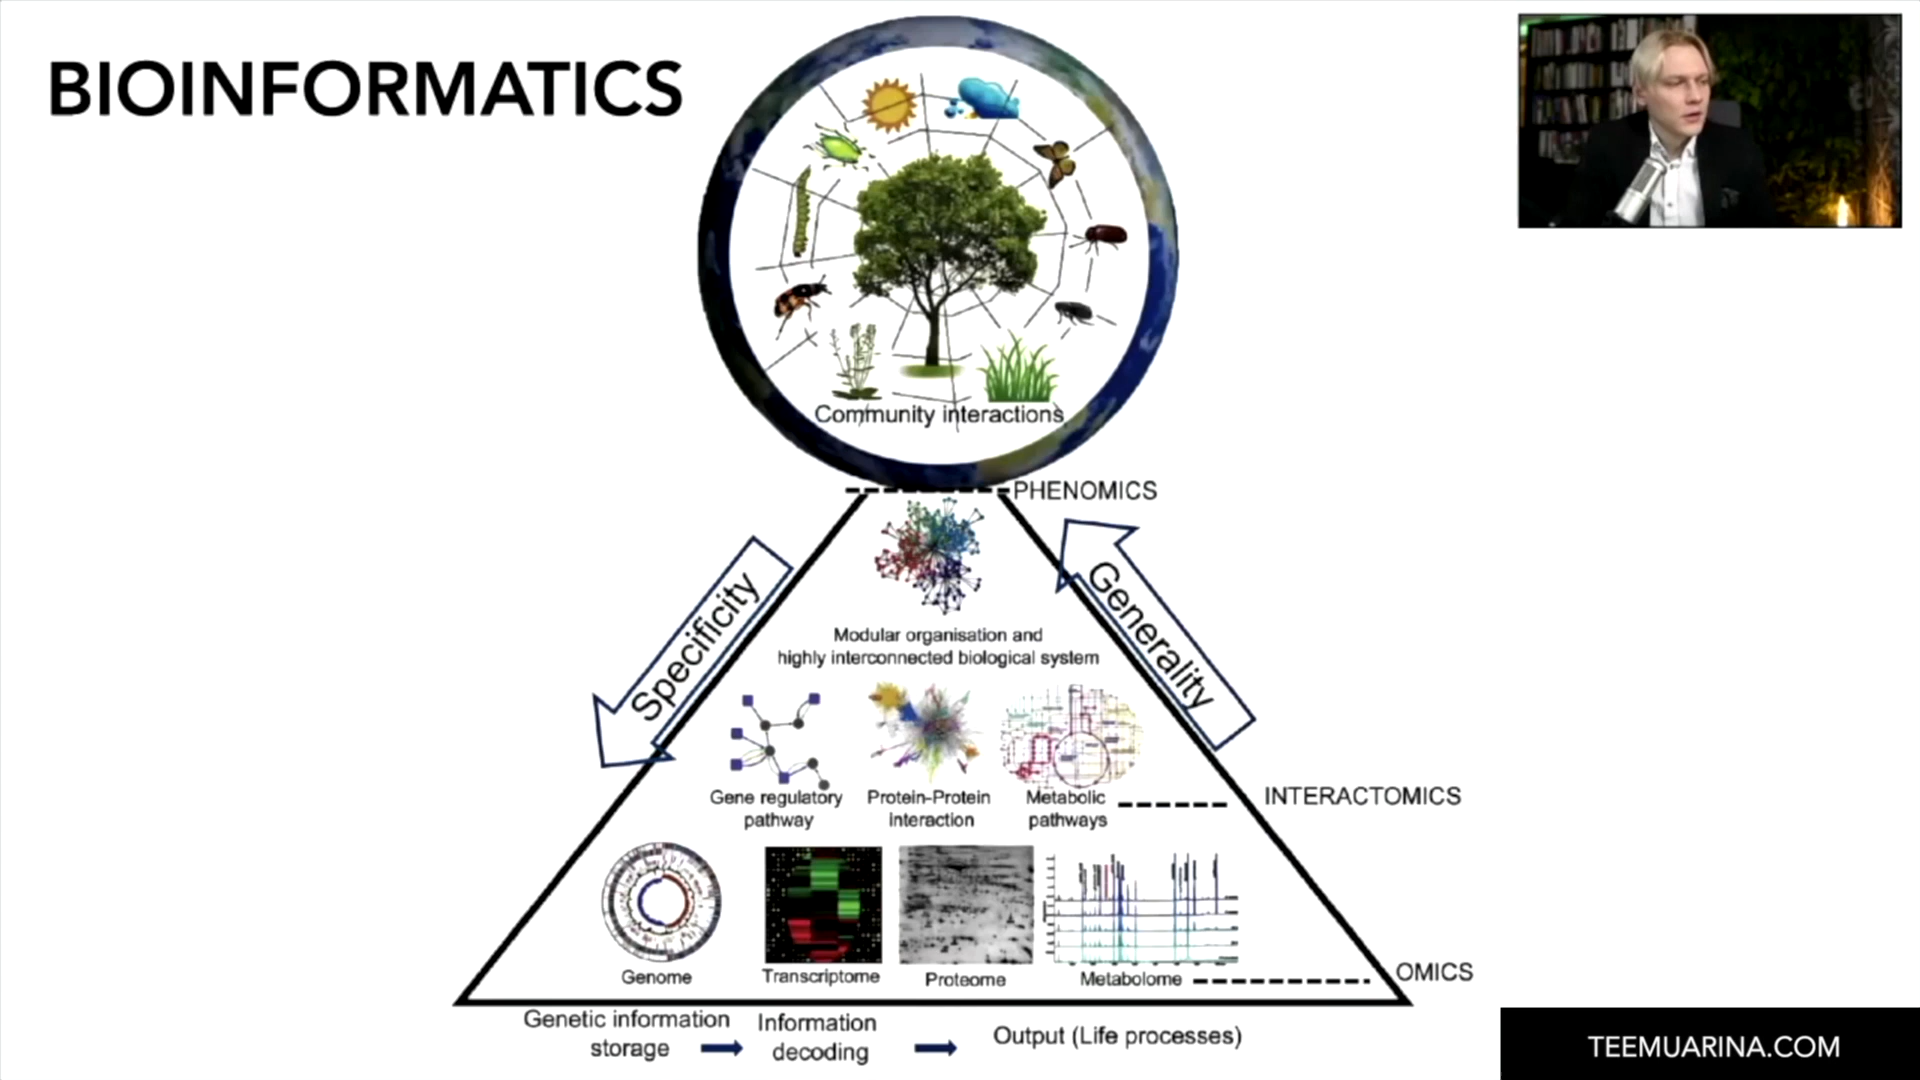 BIOINFORMATICS
Community interactions
PHENOMICS
Specificity
Generality
Modular organisation and
highly interconnected biological system
Gene regulatory
pathway
Protein-Protein
interaction
Metabolic
pathways
INTERACTOMICS
Genome
Transcriptome
Proteome
Metabolome
OMICS
Genetic information
storage
Information
decoding
Output (Life processes)
TEEMUARINA.COM